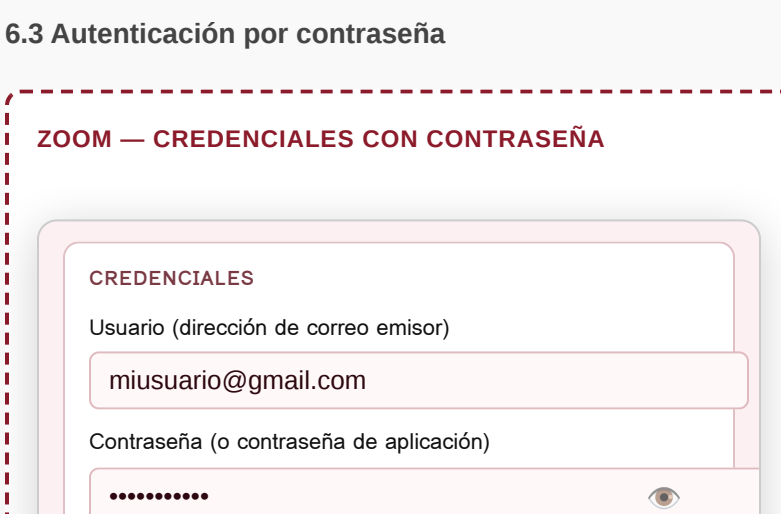 6.3 Autenticación por contraseña
ZOOM — CREDENCIALES CON CONTRASEÑA
CREDENCIALES
Usuario (dirección de correo emisor)
miusuario@gmail.com
Contraseña (o contraseña de aplicación)
•••••••••••